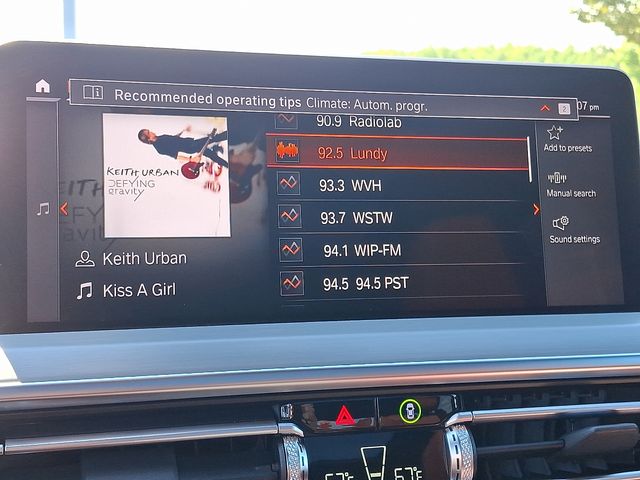 Recommended operating tips Climate: Autom. progr.
2
07 pm
90.9 Radiolab
92.5 Lundy
93.3 WVH
93.7 WSTW
94.1 WIP-FM
94.5 94.5 PST
Add to presets
Manual search
Sound settings
KEITH URBAN
DEFYING
gravity
Keith Urban
Kiss A Girl
67°F